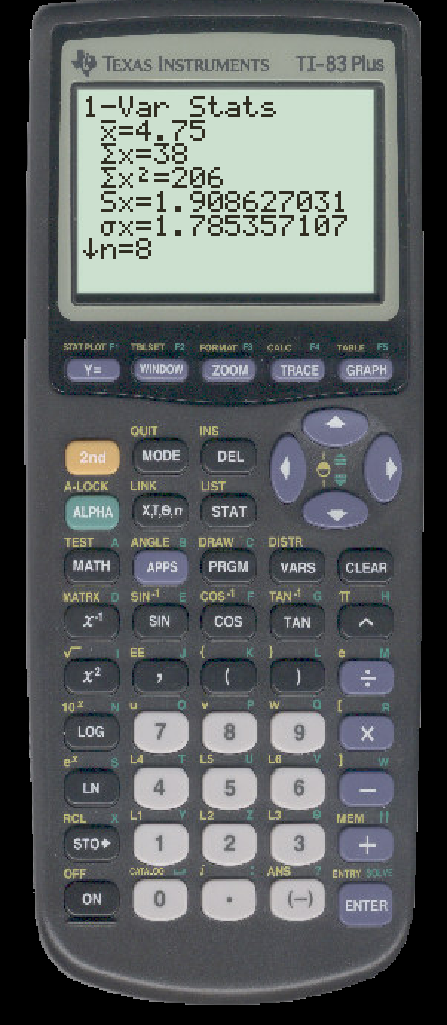 TEXAS INSTRUMENTS TI-83 Plus
1-Var Stats
x̅=4.75
Σx=38
Σx²=206
Sx=1.908627031
σx=1.785357107
↓n=8
STAT PLOT F1 TBLSET F2 FORMAT F3 CALC F4 TABLE F5
Y= WINDOW ZOOM TRACE GRAPH
QUIT INS
2nd MODE DEL
A-LOCK LINK LIST
ALPHA X,T,Θ,n STAT
TEST A ANGLE B DRAW C DISTR
MATH APPS PRGM VARS CLEAR
MATRX D SIN⁻¹ E COS⁻¹ F TAN⁻¹ G π H
x⁻¹ SIN COS TAN ^
√ I EE J { K } L e M
x² , ( ) ÷
10ˣ N u O v P w Q [ R
LOG 7 8 9 ×
eˣ S L4 T L5 U L6 V ] W
LN 4 5 6 −
RCL X L1 Y L2 Z L3 θ MEM "
STO→ 1 2 3 +
OFF CATALOG i : ANS ? ENTRY SOLVE
ON 0 . (−) ENTER